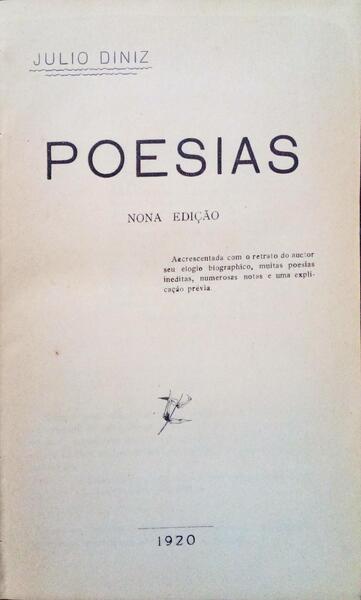 JULIO DINIZ
POESIAS
NONA EDIÇÃO
Accrescentada com o retrato do auctor
seu elogio biographico, muitas poesias
ineditas, numerosas notas e uma expli-
cação prévia.
1920